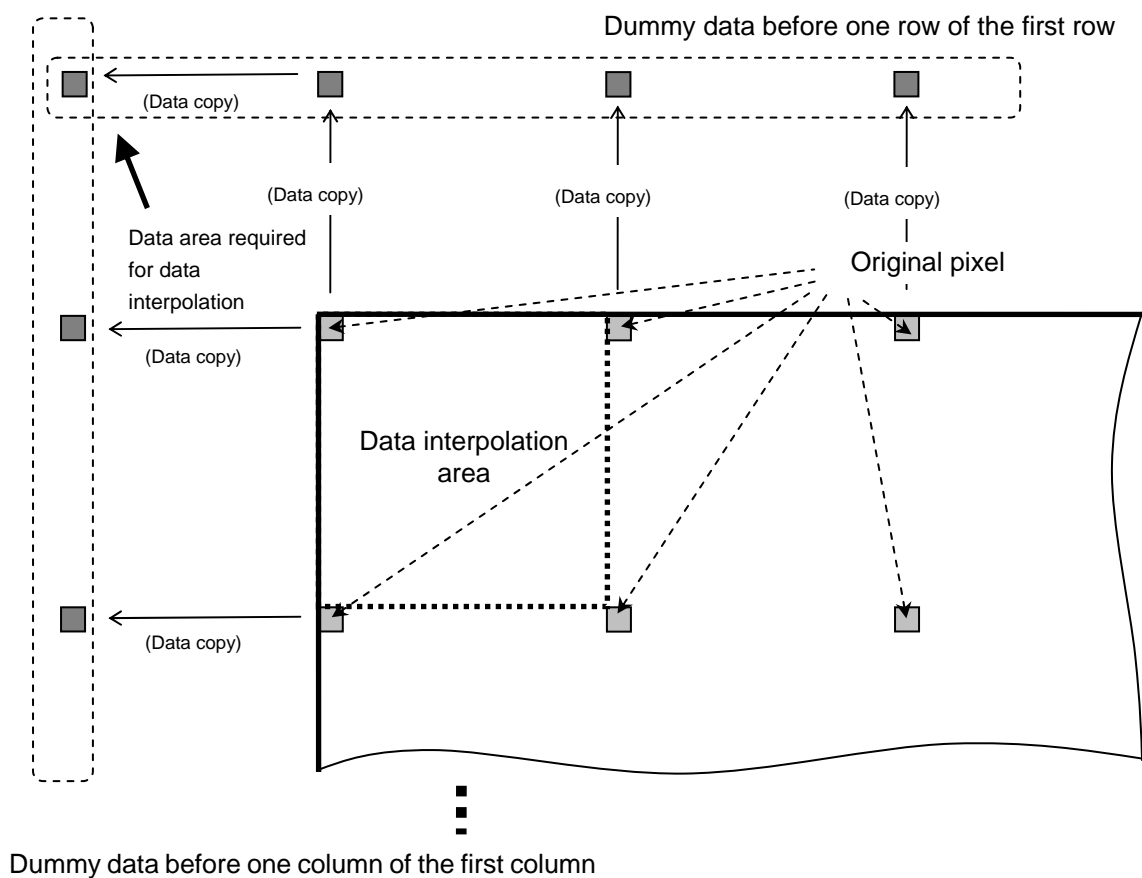 Dummy data before one row of the first row
(Data copy)
(Data copy)
(Data copy)
(Data copy)
Data area required
for data
interpolation
Original pixel
(Data copy)
Data interpolation
area
(Data copy)
Dummy data before one column of the first column